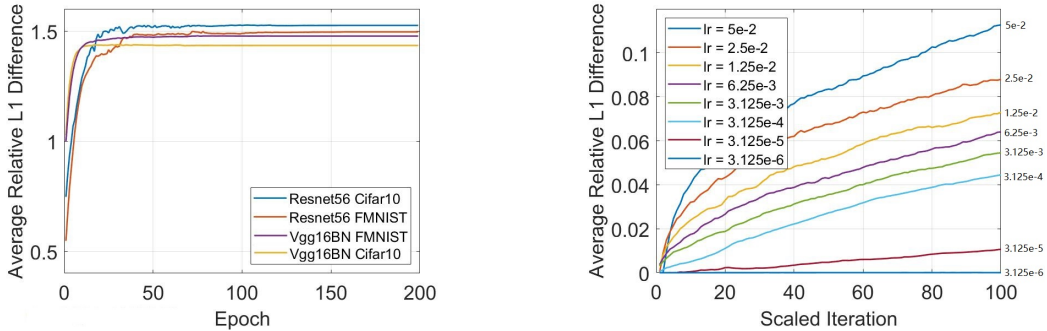 Average Relative L1 Difference
1.5
1
0.5
0
50
100
150
200
Epoch
Resnet56 Cifar10
Resnet56 FMNIST
Vgg16BN FMNIST
Vgg16BN Cifar10
Average Relative L1 Difference
0.1
0.08
0.06
0.04
0.02
0
0
20
40
60
80
100
Scaled Iteration
lr = 5e-2
lr = 2.5e-2
lr = 1.25e-2
lr = 6.25e-3
lr = 3.125e-3
lr = 3.125e-4
lr = 3.125e-5
lr = 3.125e-6
5e-2
2.5e-2
1.25e-2
6.25e-3
3.125e-3
3.125e-4
3.125e-5
3.125e-6